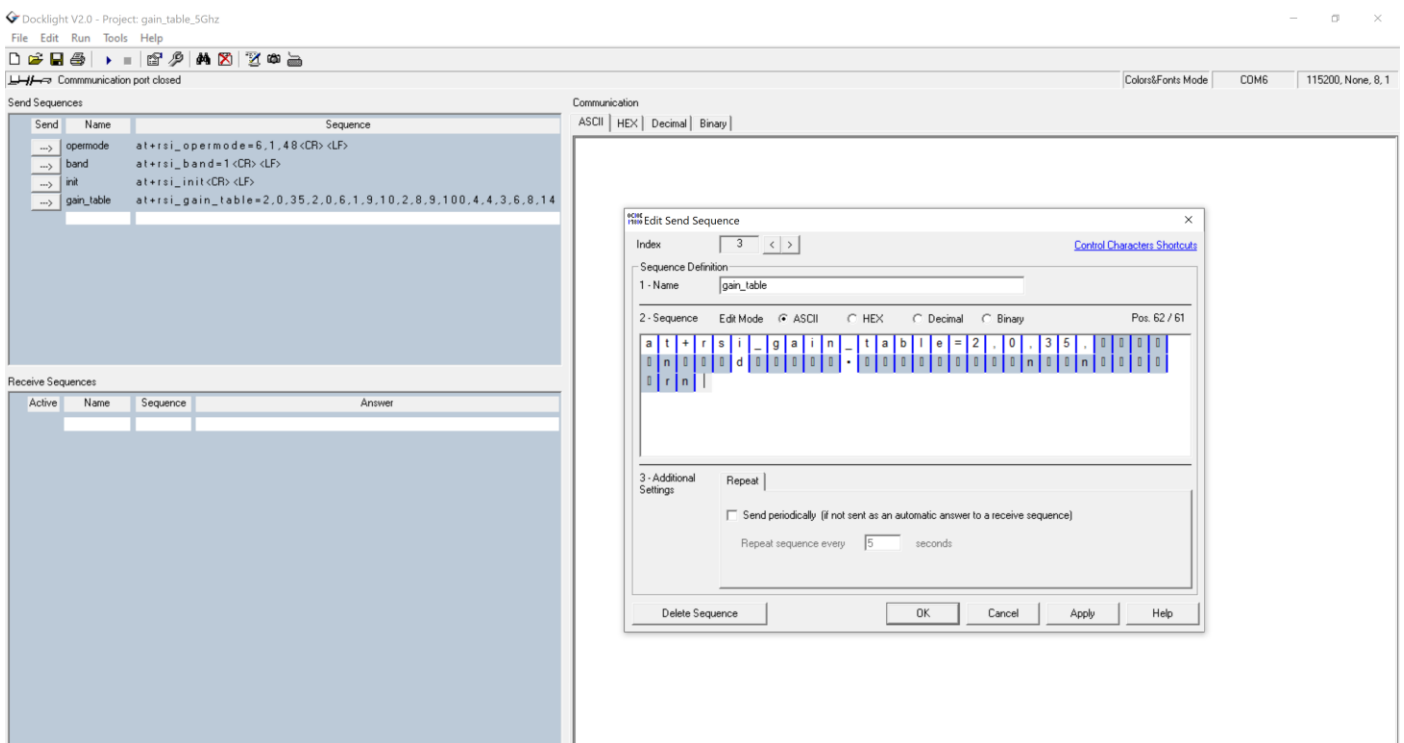 Docklight V2.0 - Project: gain_table_5Ghz
File Edit Run Tools Help
Commmunication port closed
Colors&Fonts Mode COM6 115200, None, 8, 1
Send Sequences
Send Name Sequence
---> opermode at+rsi_opermode=6,1,48<CR><LF>
---> band at+rsi_band=1<CR><LF>
---> init at+rsi_init<CR><LF>
---> gain_table at+rsi_gain_table=2,0,35,2,0,6,1,9,10,2,8,9,100,4,4,3,6,8,14
Receive Sequences
Active Name Sequence Answer
Communication
ASCII HEX Decimal Binary
Edit Send Sequence
Index 3 < > Control Characters Shortcuts
Sequence Definition
1 - Name gain_table
2 - Sequence Edit Mode ASCII HEX Decimal Binary Pos. 62 / 61
at+rsi_gain_table=2,0,35,
n d • n n
r n
3 - Additional Settings
Repeat
Send periodically (if not sent as an automatic answer to a receive sequence)
Repeat sequence every 5 seconds
Delete Sequence OK Cancel Apply Help